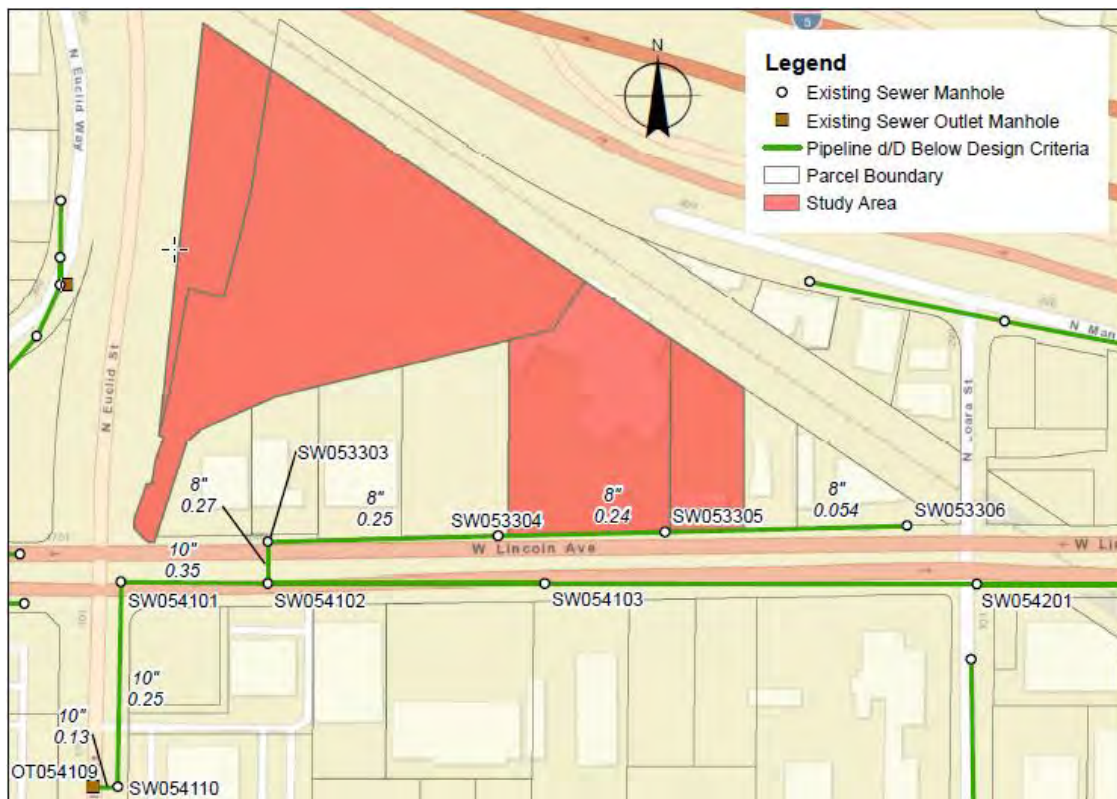 5
N
Legend
Existing Sewer Manhole
Existing Sewer Outlet Manhole
Pipeline d/D Below Design Criteria
Parcel Boundary
Study Area
N Euclid Way
N Euclid St
N Loara St
SW053303
8"
0.27
8"
0.25
SW053304
8"
0.24
SW053305
8"
0.054
SW053306
W Lincoln Ave
10"
0.35
SW054101
SW054102
SW054103
SW054201
10"
0.25
10"
0.13
OT054109
SW054110